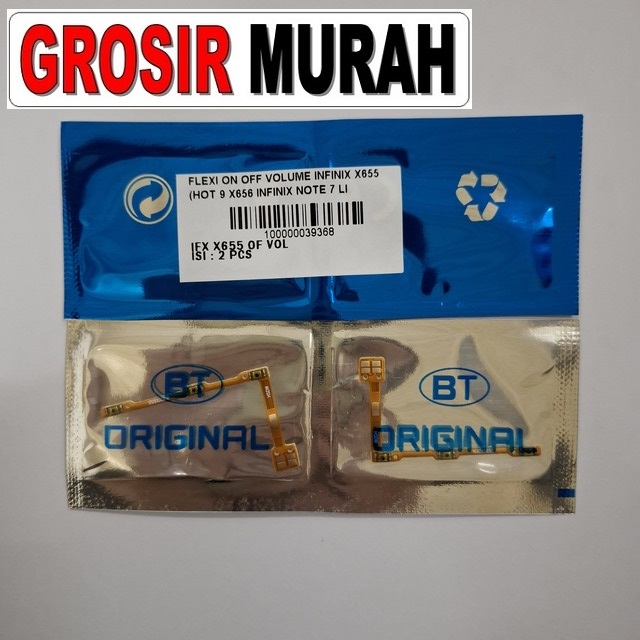 GROSIR MURAH
FLEXI ON OFF VOLUME INFINIX X655
(HOT 9 X656 INFINIX NOTE 7 LI
100000039368
IFX X655 OF VOL
ISI : 2 PCS
BT
ORIGINAL
BT
ORIGINAL